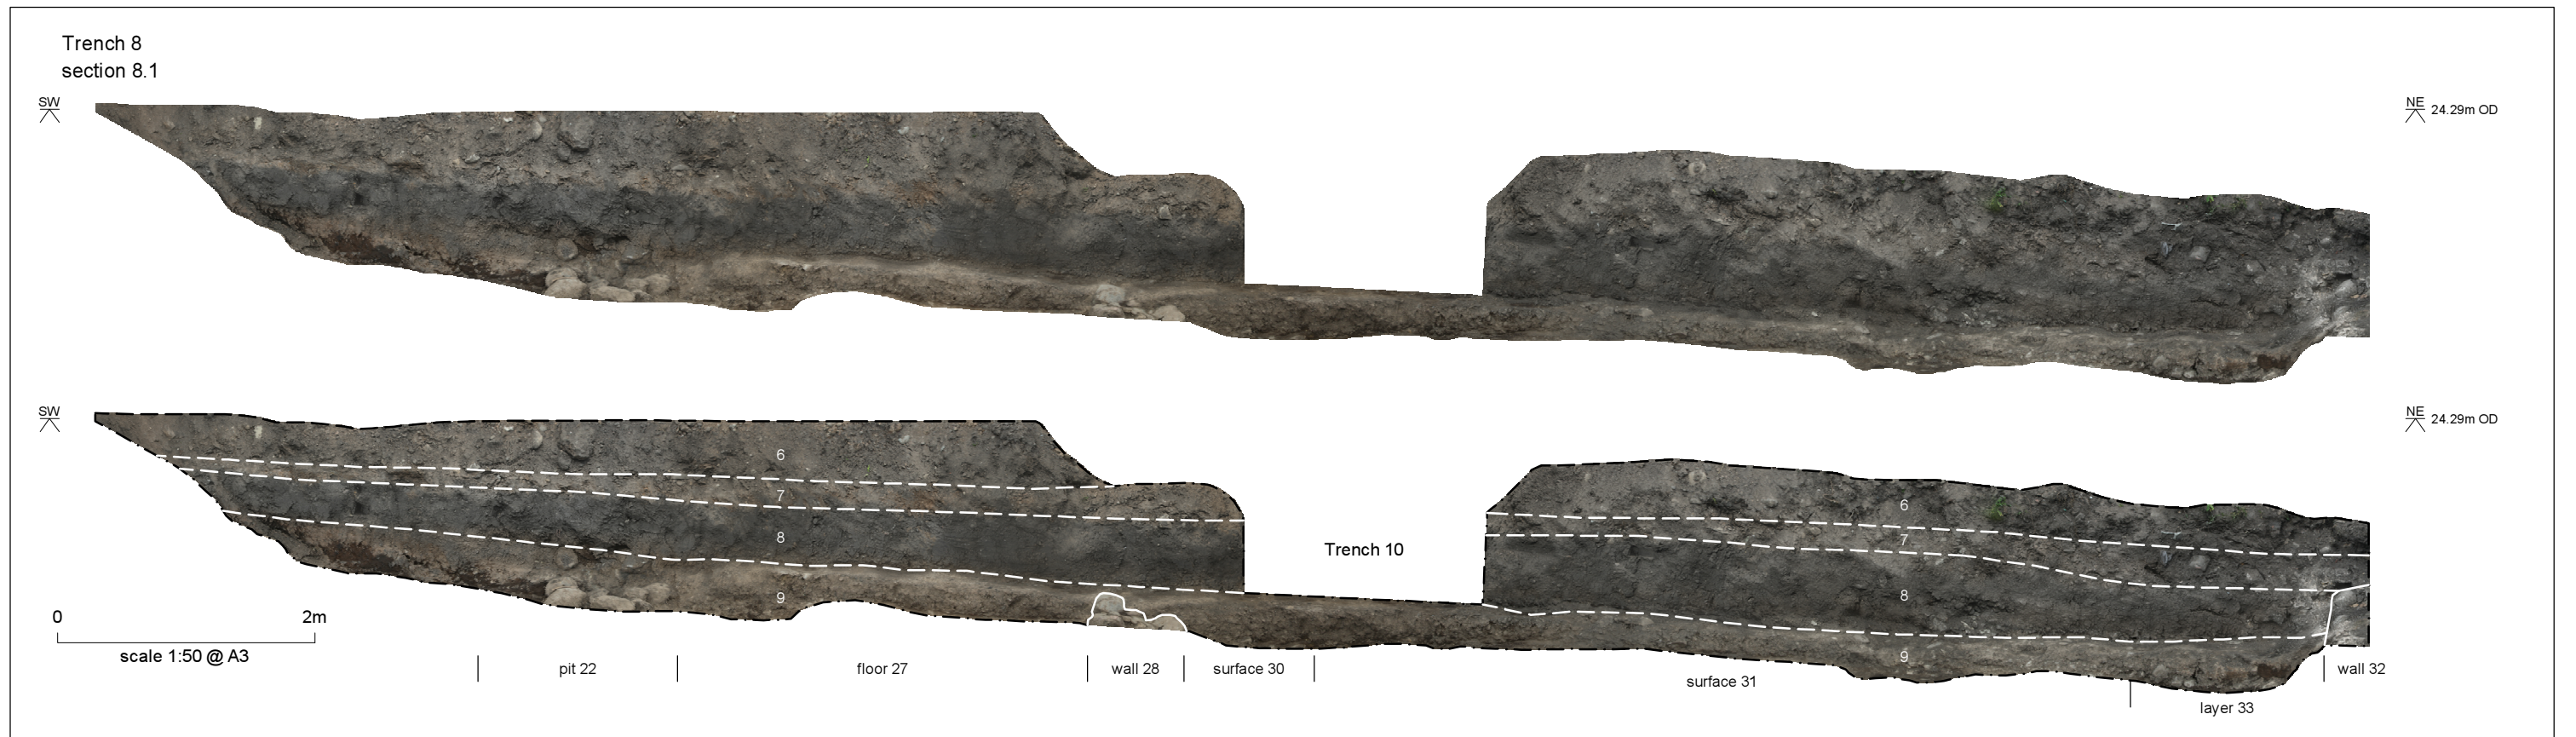 Trench 8
section 8.1
SW
NE 24.29m OD
SW
NE 24.29m OD
6
6
7
7
8
Trench 10
8
9
9
0 2m
scale 1:50 @ A3
pit 22
floor 27
wall 28
surface 30
surface 31
wall 32
layer 33